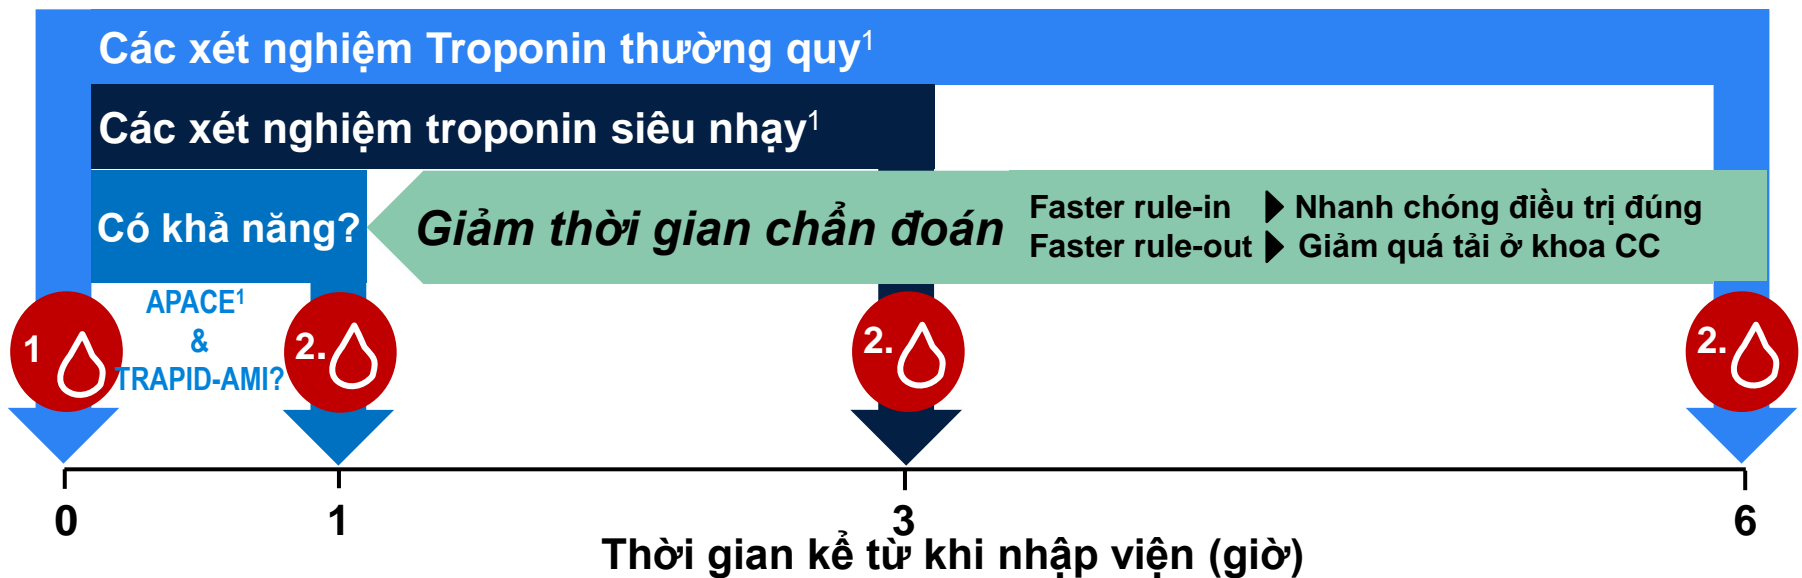 Các xét nghiệm Troponin thường quy¹
Các xét nghiệm troponin siêu nhạy¹
Có khả năng?
Giảm thời gian chẩn đoán
Faster rule-in ▶ Nhanh chóng điều trị đúng
Faster rule-out ▶ Giảm quá tải ở khoa CC
APACE¹
&
TRAPID-AMI?
1
2.
2.
2.
0 1 3 6
Thời gian kể từ khi nhập viện (giờ)